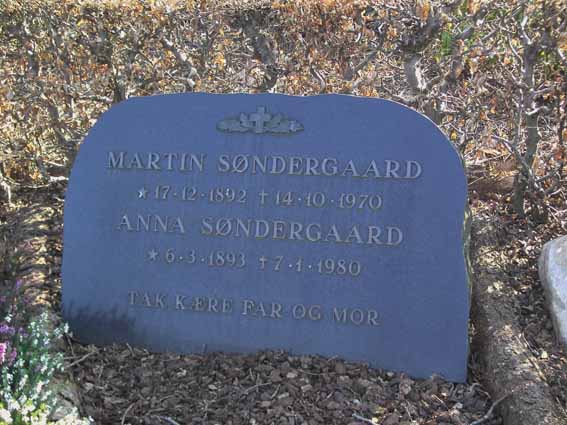 MARTIN SØNDERGAARD
★ 17-12-1892 ✝ 14-10-1970
ANNA SØNDERGAARD
★ 6-3-1893 ✝ 7-1-1980
TAK KÆRE FAR OG MOR